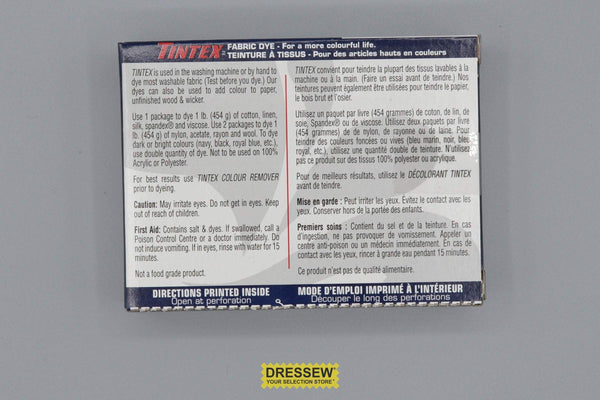 TINTEX FABRIC DYE - For a more colourful life.
TEINTURE À TISSUS - Pour des articles hauts en couleurs
TINTEX is used in the washing machine or by hand to
dye most washable fabric (Test before you dye.) Our
dyes can also be used to add colour to paper,
unfinished wood & wicker.
Use 1 package to dye 1 lb. (454 g) of cotton, linen,
silk, spandex® and viscose. Use 2 packages to dye 1
lb. (454 g) of nylon, acetate, rayon and wool. To dye
dark or bright colours (navy, black, royal blue, etc.),
use double quantity of dye. Not to be used on 100%
Acrylic or Polyester.
For best results use TINTEX COLOUR REMOVER
prior to dyeing.
Caution: May irritate eyes. Do not get in eyes. Keep
out of reach of children.
First Aid: Contains salt & dyes. If swallowed, call a
Poison Control Centre or a doctor immediately. Do
not induce vomiting. If in eyes, rinse with water for 15
minutes.
Not a food grade product.
TINTEX convient pour teindre la plupart des tissus lavables à la
machine ou à la main. (Faire un essai avant de teindre.) Nos
teintures peuvent également être utilisées pour teindre le papier,
le bois brut et l'osier.
Utilisez un paquet par livre (454 grammes) de coton, de lin, de
soie, Spandex® ou de viscose. Utilisez deux paquets par livre
(454 grammes) de nylon, de rayonne ou de laine. Pour
teindre de couleurs foncées ou vives (bleu marin, noir, bleu
royal, etc.), utilisez une quantité double de teinture. N'utilisez
pas ce produit sur des tissus 100% polyester ou acrylique.
Pour de meilleurs résultats, utilisez le DÉCOLORANT TINTEX
avant de teindre.
Mise en garde : Peut irriter les yeux. Évitez le contact avec les
yeux. Conserver hors de la portée des enfants.
Premiers soins : Contient du sel et de la teinture. En cas
d'ingestion, ne pas provoquer de vomissement. Appeler un
centre anti-poison ou un médecin immédiatement. En cas de
contact avec les yeux, rincer à grande eau pendant 15 minutes.
Ce produit n'est pas de qualité alimentaire.
DIRECTIONS PRINTED INSIDE
Open at perforation
MODE D'EMPLOI IMPRIMÉ À L'INTÉRIEUR
Découper le long des perforations
DRESSEW™
YOUR SELECTION STORE™